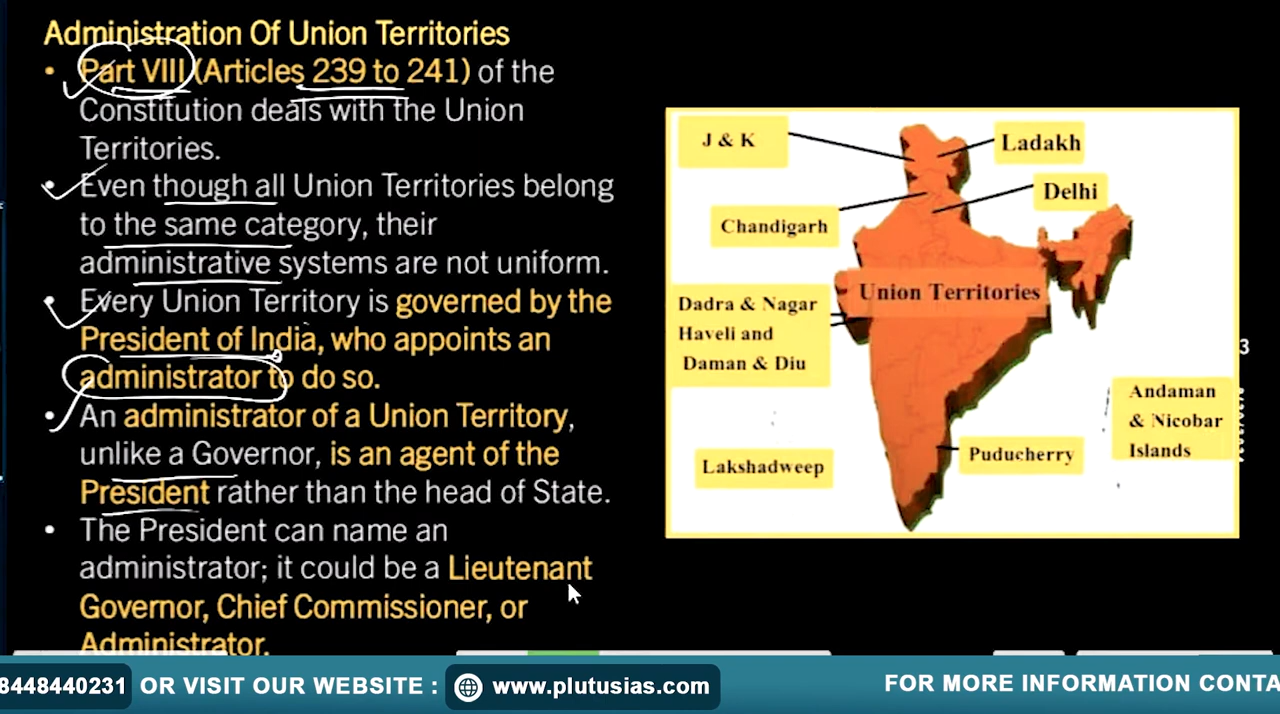 Administration Of Union Territories
• Part VIII (Articles 239 to 241) of the
Constitution deals with the Union
Territories.
• Even though all Union Territories belong
to the same category, their
administrative systems are not uniform.
• Every Union Territory is governed by the
President of India, who appoints an
administrator to do so.
• An administrator of a Union Territory,
unlike a Governor, is an agent of the
President rather than the head of State.
• The President can name an
administrator; it could be a Lieutenant
Governor, Chief Commissioner, or
Administrator.
J & K
Ladakh
Delhi
Chandigarh
Union Territories
Dadra & Nagar
Haveli and
Daman & Diu
Andaman
& Nicobar
Islands
Puducherry
Lakshadweep
3
8448440231 OR VISIT OUR WEBSITE : www.plutusias.com FOR MORE INFORMATION CONTA